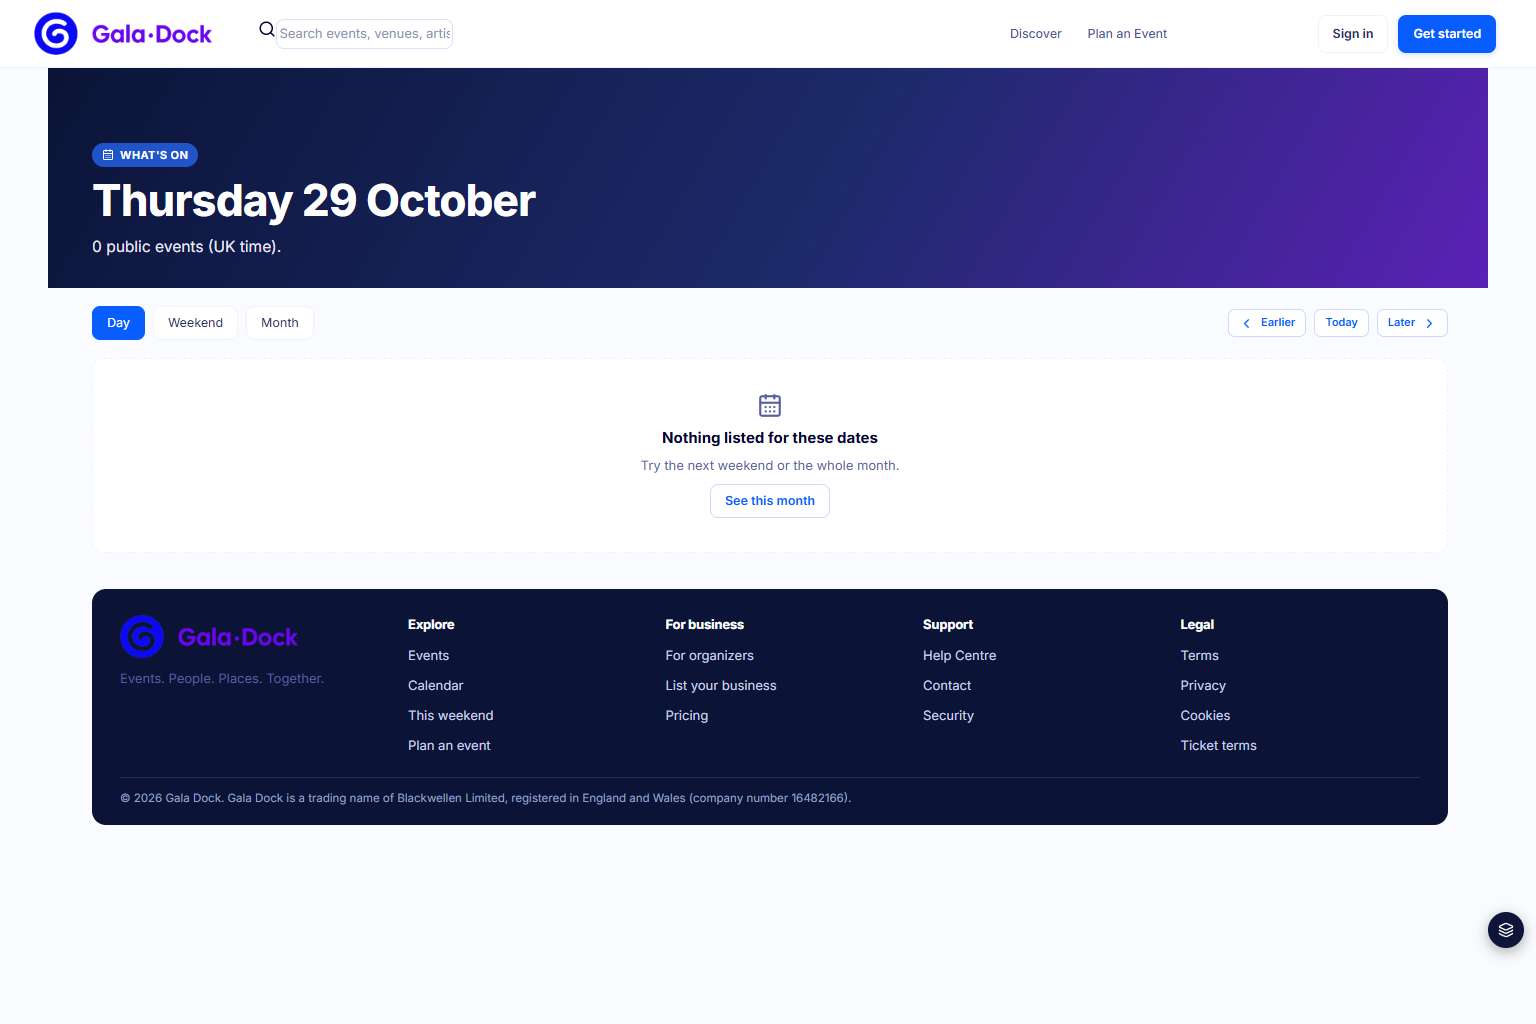 Gala·Dock
Search events, venues, artis
Discover
Plan an Event
Sign in
Get started
WHAT'S ON
Thursday 29 October
0 public events (UK time).
Day
Weekend
Month
Earlier
Today
Later
Nothing listed for these dates
Try the next weekend or the whole month.
See this month
Gala·Dock
Events. People. Places. Together.
Explore
Events
Calendar
This weekend
Plan an event
For business
For organizers
List your business
Pricing
Support
Help Centre
Contact
Security
Legal
Terms
Privacy
Cookies
Ticket terms
© 2026 Gala Dock. Gala Dock is a trading name of Blackwellen Limited, registered in England and Wales (company number 16482166).